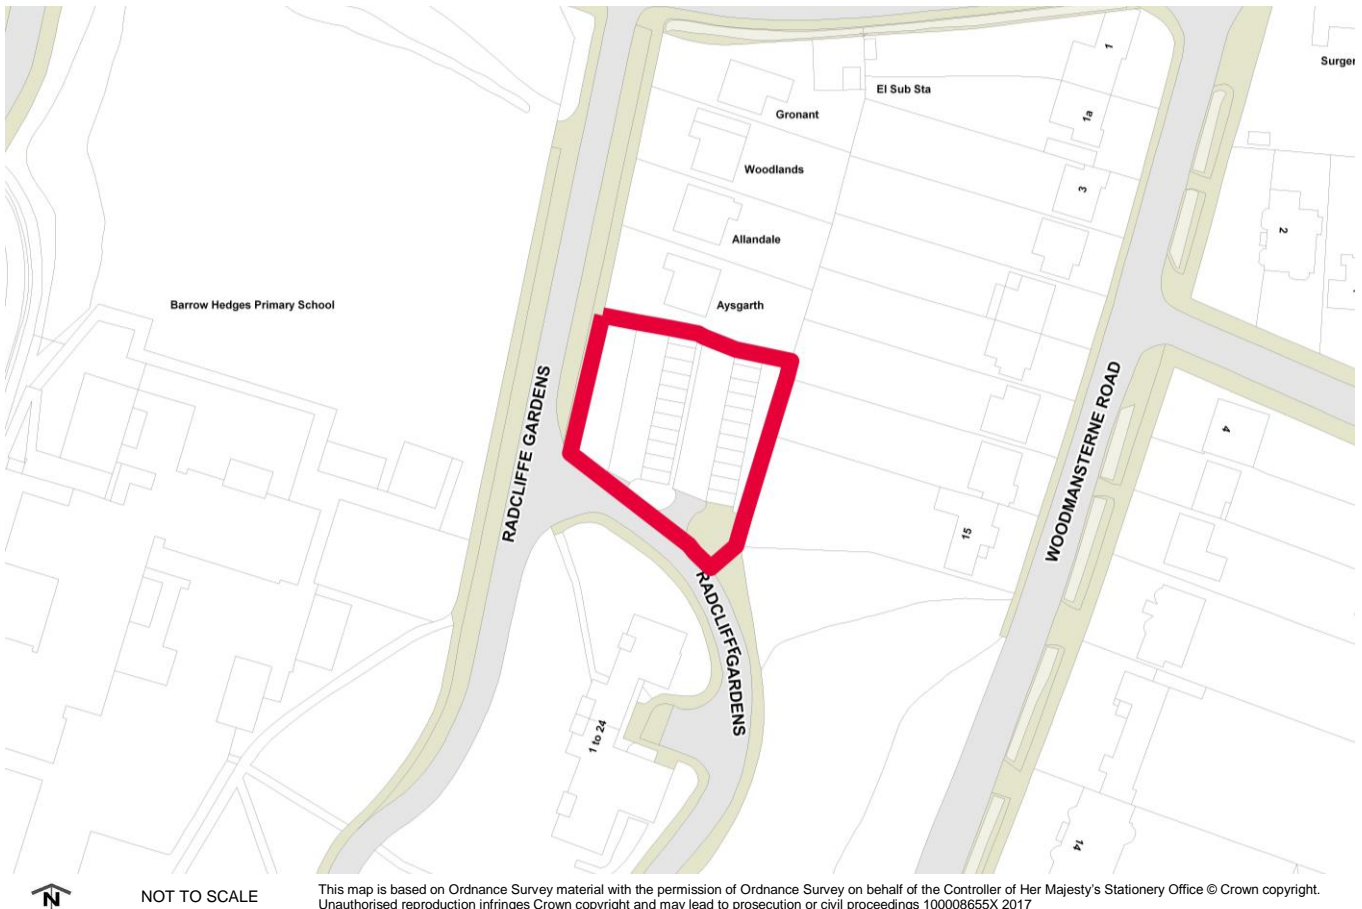 1
Surger
El Sub Sta
Gronant
1a
Woodlands
3
2
Allandale
Barrow Hedges Primary School
Aysgarth
RADCLIFFE GARDENS
WOODMANSTERNE ROAD
4
15
RADCLIFFE GARDENS
1 to 24
14
N
NOT TO SCALE
This map is based on Ordnance Survey material with the permission of Ordnance Survey on behalf of the Controller of Her Majesty's Stationery Office © Crown copyright.
Unauthorised reproduction infringes Crown copyright and may lead to prosecution or civil proceedings 100008655X 2017